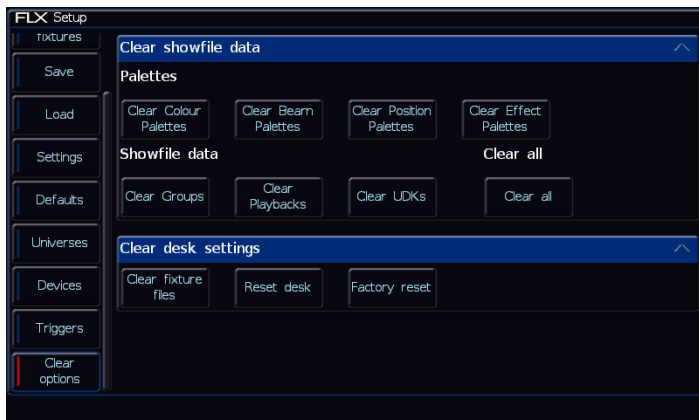 FLX Setup
fixtures
Save
Load
Settings
Defaults
Universes
Devices
Triggers
Clear
options
Clear showfile data
Palettes
Clear Colour
Palettes
Clear Beam
Palettes
Clear Position
Palettes
Clear Effect
Palettes
Showfile data
Clear all
Clear Groups
Clear
Playbacks
Clear UDKs
Clear all
Clear desk settings
Clear fixture
files
Reset desk
Factory reset